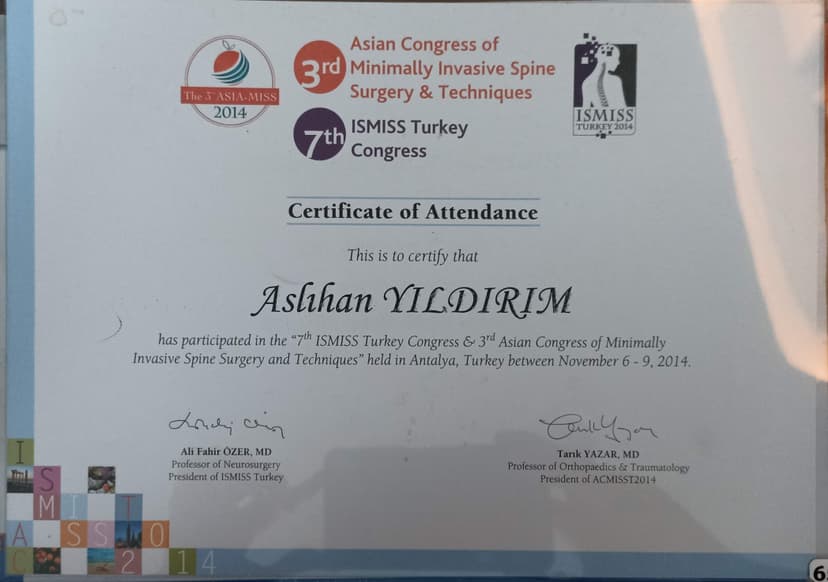 The 3rd ASIA-MISS
2014
3rd
Asian Congress of
Minimally Invasive Spine
Surgery & Techniques
7th
ISMISS Turkey
Congress
ISMISS
TURKEY 2014
Certificate of Attendance
This is to certify that
Aslıhan YILDIRIM
has participated in the "7th ISMISS Turkey Congress & 3rd Asian Congress of Minimally
Invasive Spine Surgery and Techniques" held in Antalya, Turkey between November 6 - 9, 2014.
Ali Fahir ÖZER, MD
Professor of Neurosurgery
President of ISMISS Turkey
Tarık YAZAR, MD
Professor of Orthopaedics & Traumatology
President of ACMISST2014
I
S
M I T
A S S O
C 2 1 4
6